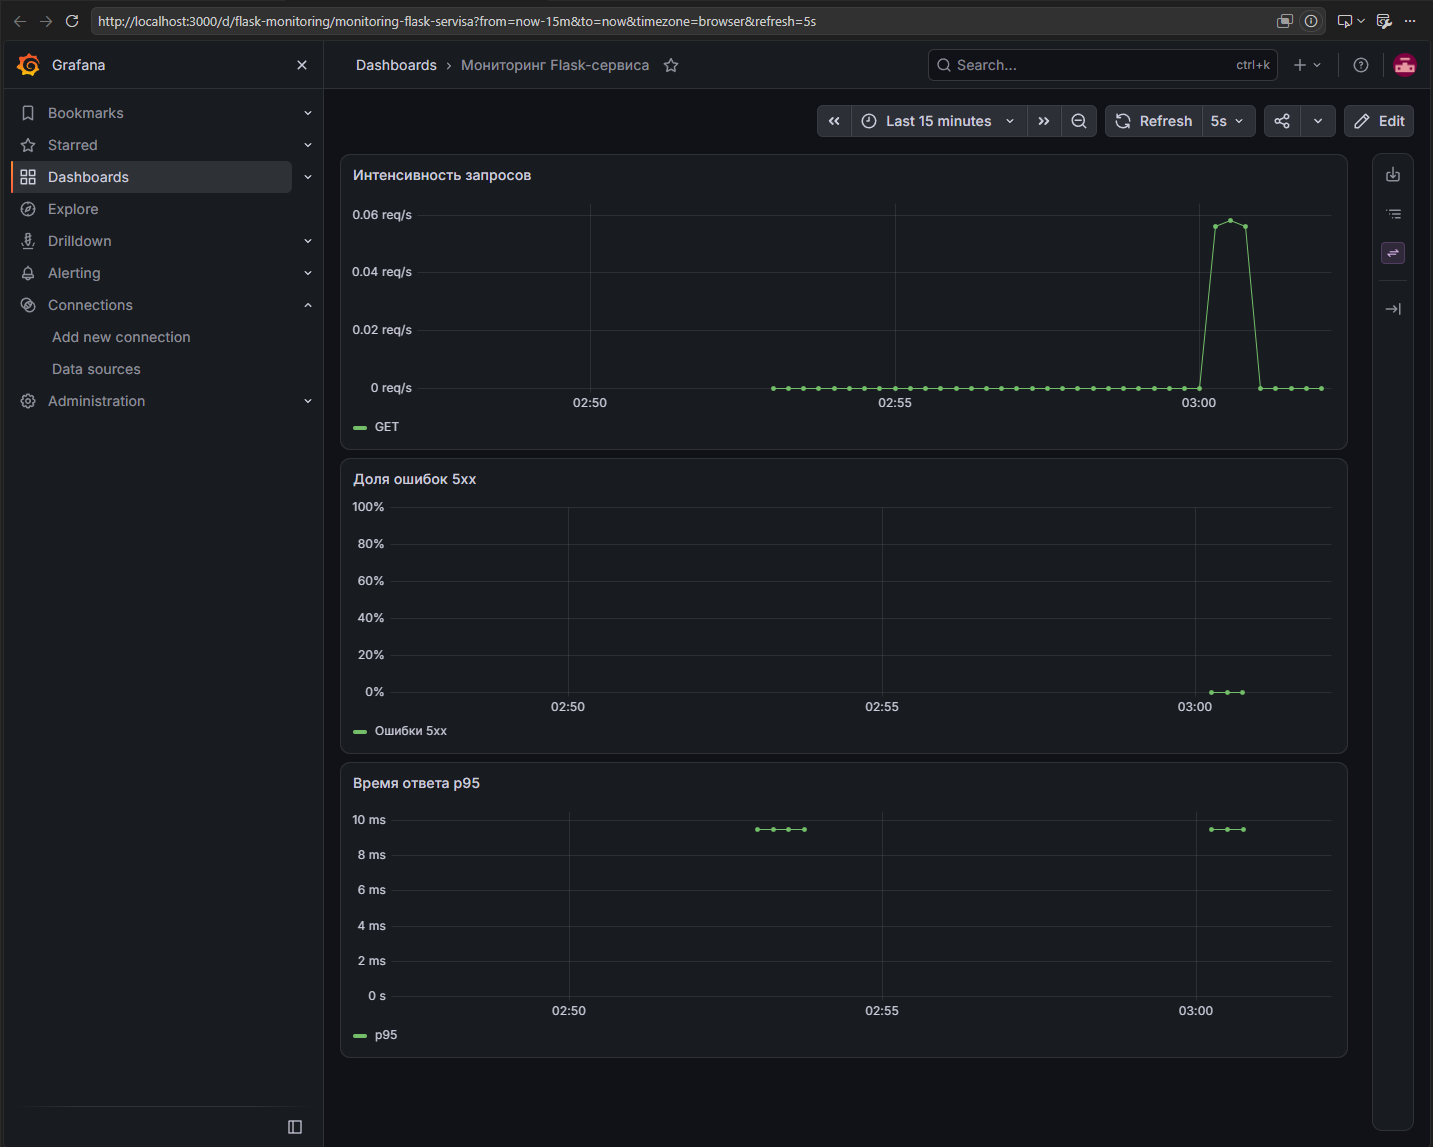 http://localhost:3000/d/flask-monitoring/monitoring-flask-servisa?from=now-15m&to=now&timezone=browser&refresh=5s
Grafana
Dashboards › Мониторинг Flask-сервиса
Search...
ctrl+k
Bookmarks
Starred
Dashboards
Explore
Drilldown
Alerting
Connections
Add new connection
Data sources
Administration
Last 15 minutes
Refresh
5s
Edit
Интенсивность запросов
0.06 req/s
0.04 req/s
0.02 req/s
0 req/s
02:50 02:55 03:00
GET
Доля ошибок 5xx
100%
80%
60%
40%
20%
0%
02:50 02:55 03:00
Ошибки 5xx
Время ответа p95
10 ms
8 ms
6 ms
4 ms
2 ms
0 s
02:50 02:55 03:00
p95